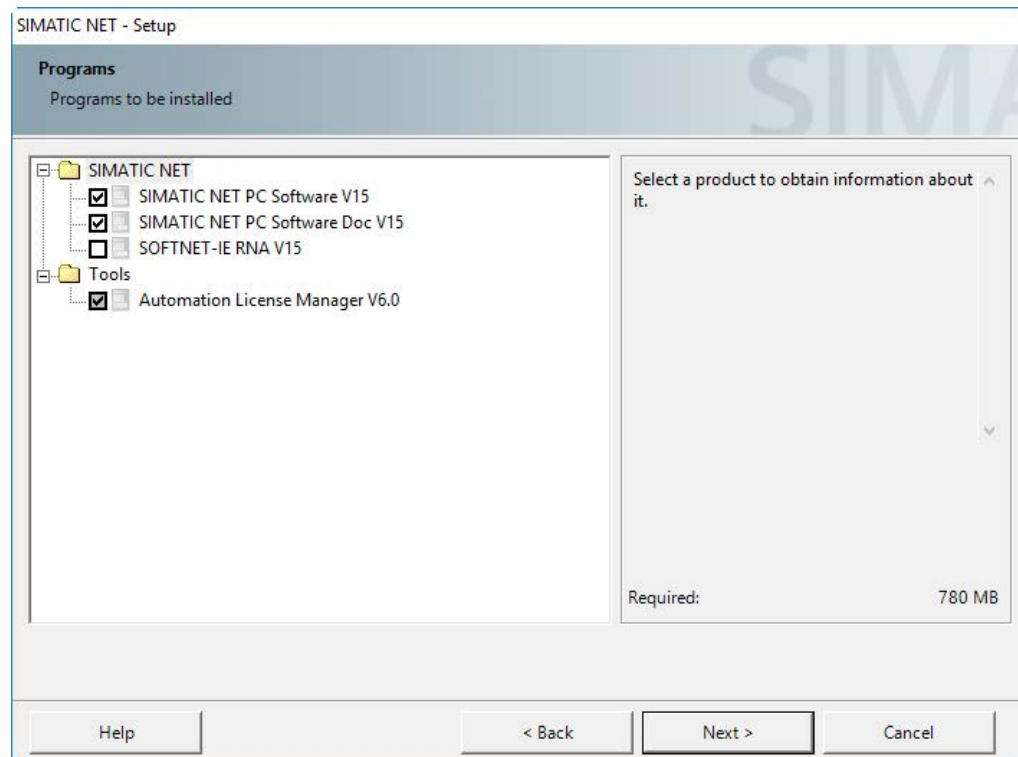 SIMATIC NET - Setup
Programs
Programs to be installed
SIMA
SIMATIC NET
SIMATIC NET PC Software V15
SIMATIC NET PC Software Doc V15
SOFTNET-IE RNA V15
Tools
Automation License Manager V6.0
Select a product to obtain information about
it.
Required: 780 MB
Help < Back Next > Cancel